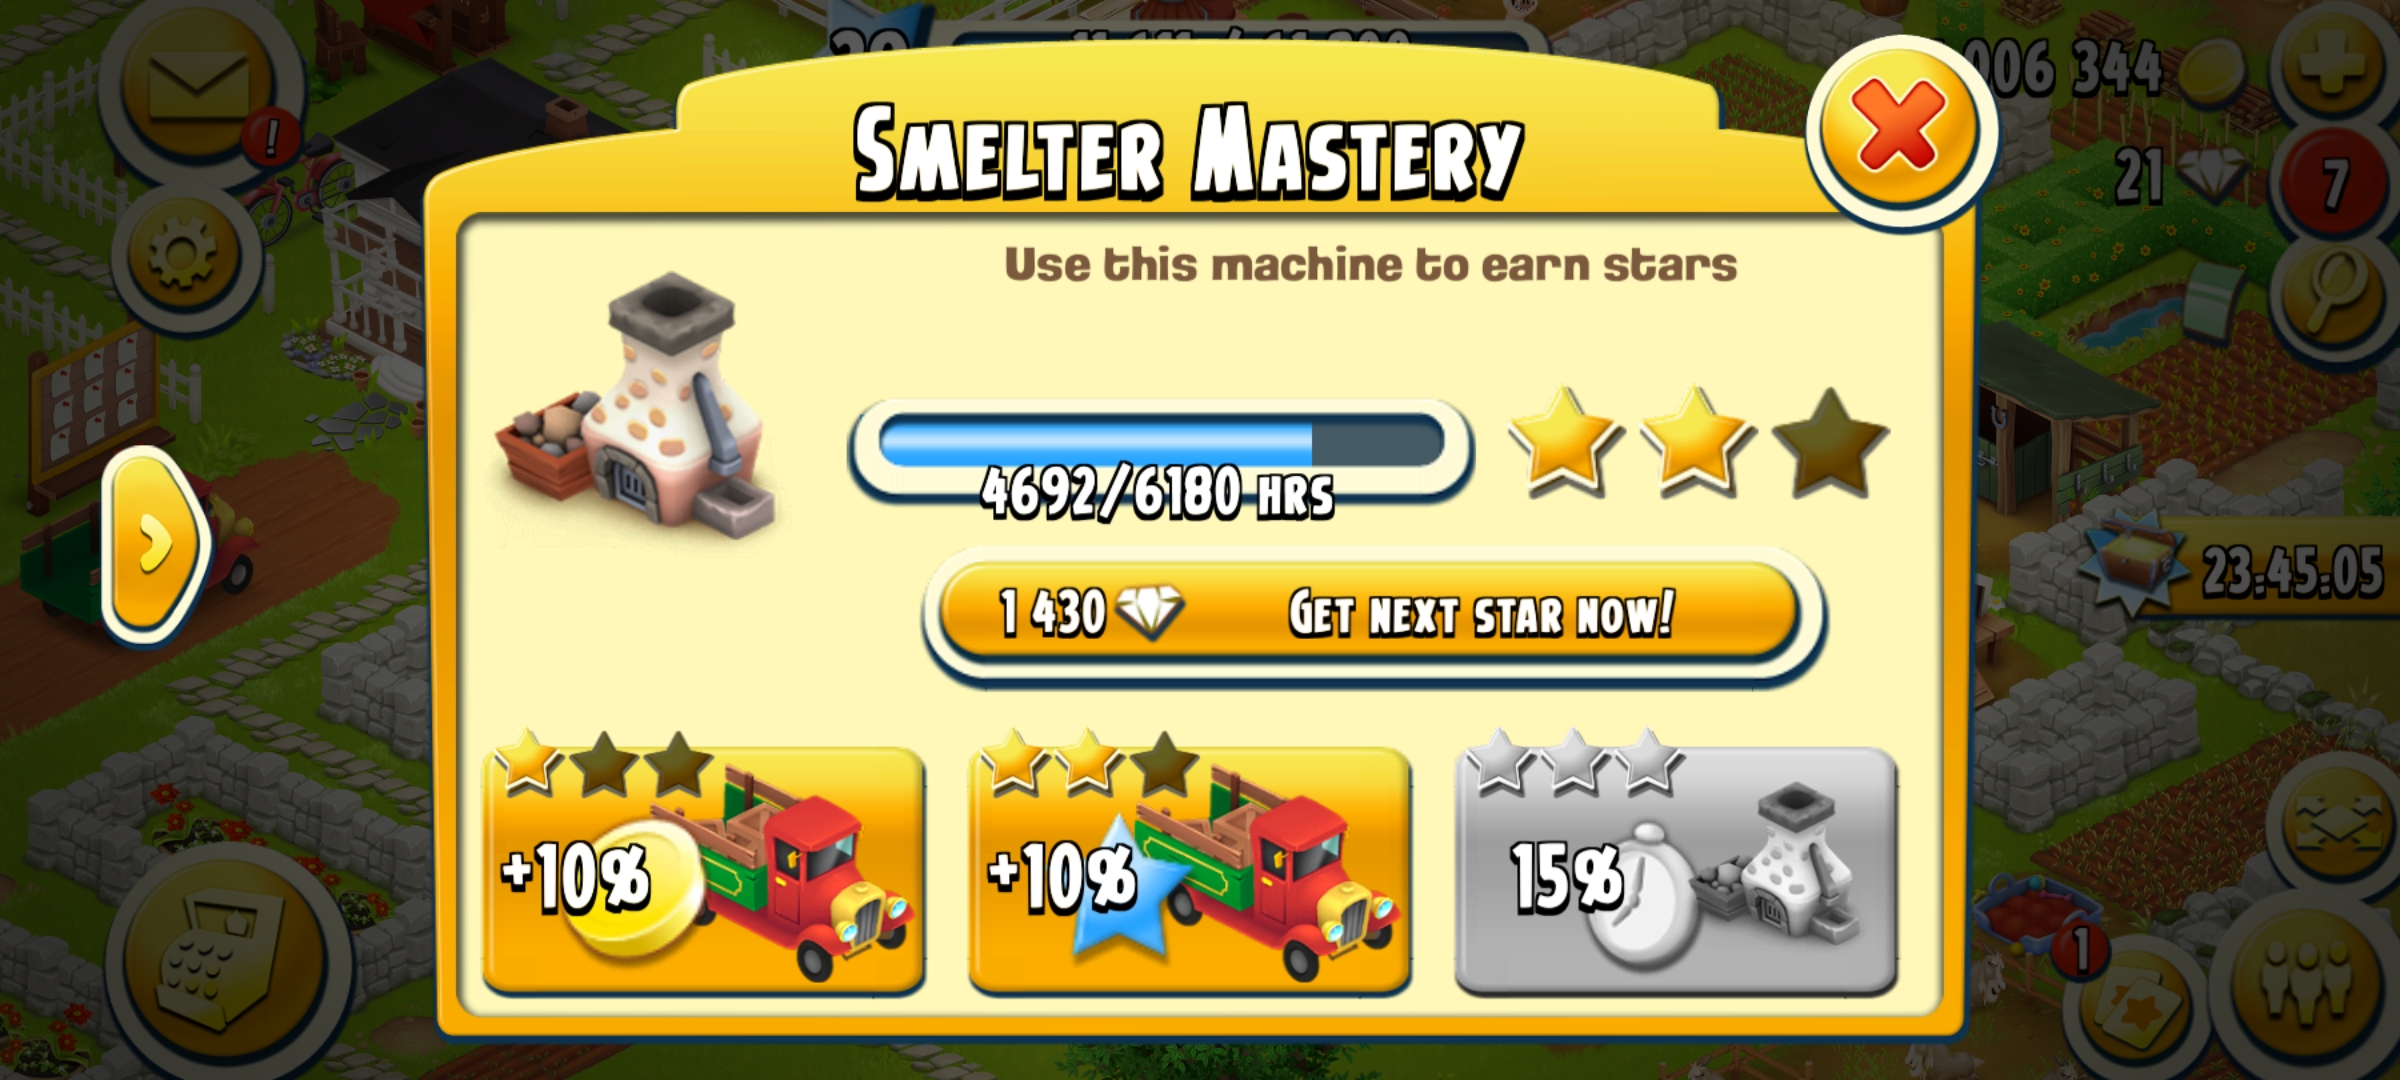 Smelter Mastery
006 344
21
7
!
Use this machine to earn stars
4692/6180 hrs
1 430 Get next star now!
23:45:05
+10%
+10%
15%
1